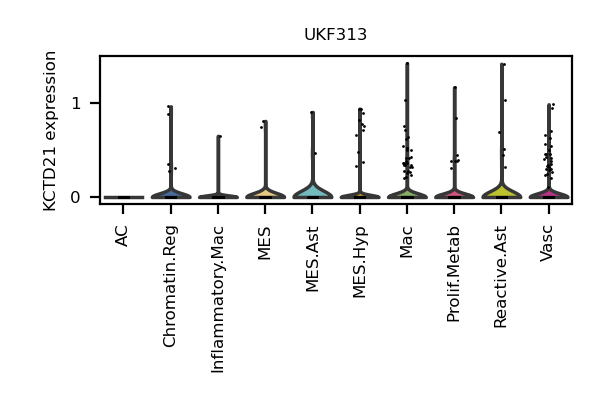 UKF313
KCTD21 expression
1
0
AC
Chromatin.Reg
Inflammatory.Mac
MES
MES.Ast
MES.Hyp
Mac
Prolif.Metab
Reactive.Ast
Vasc